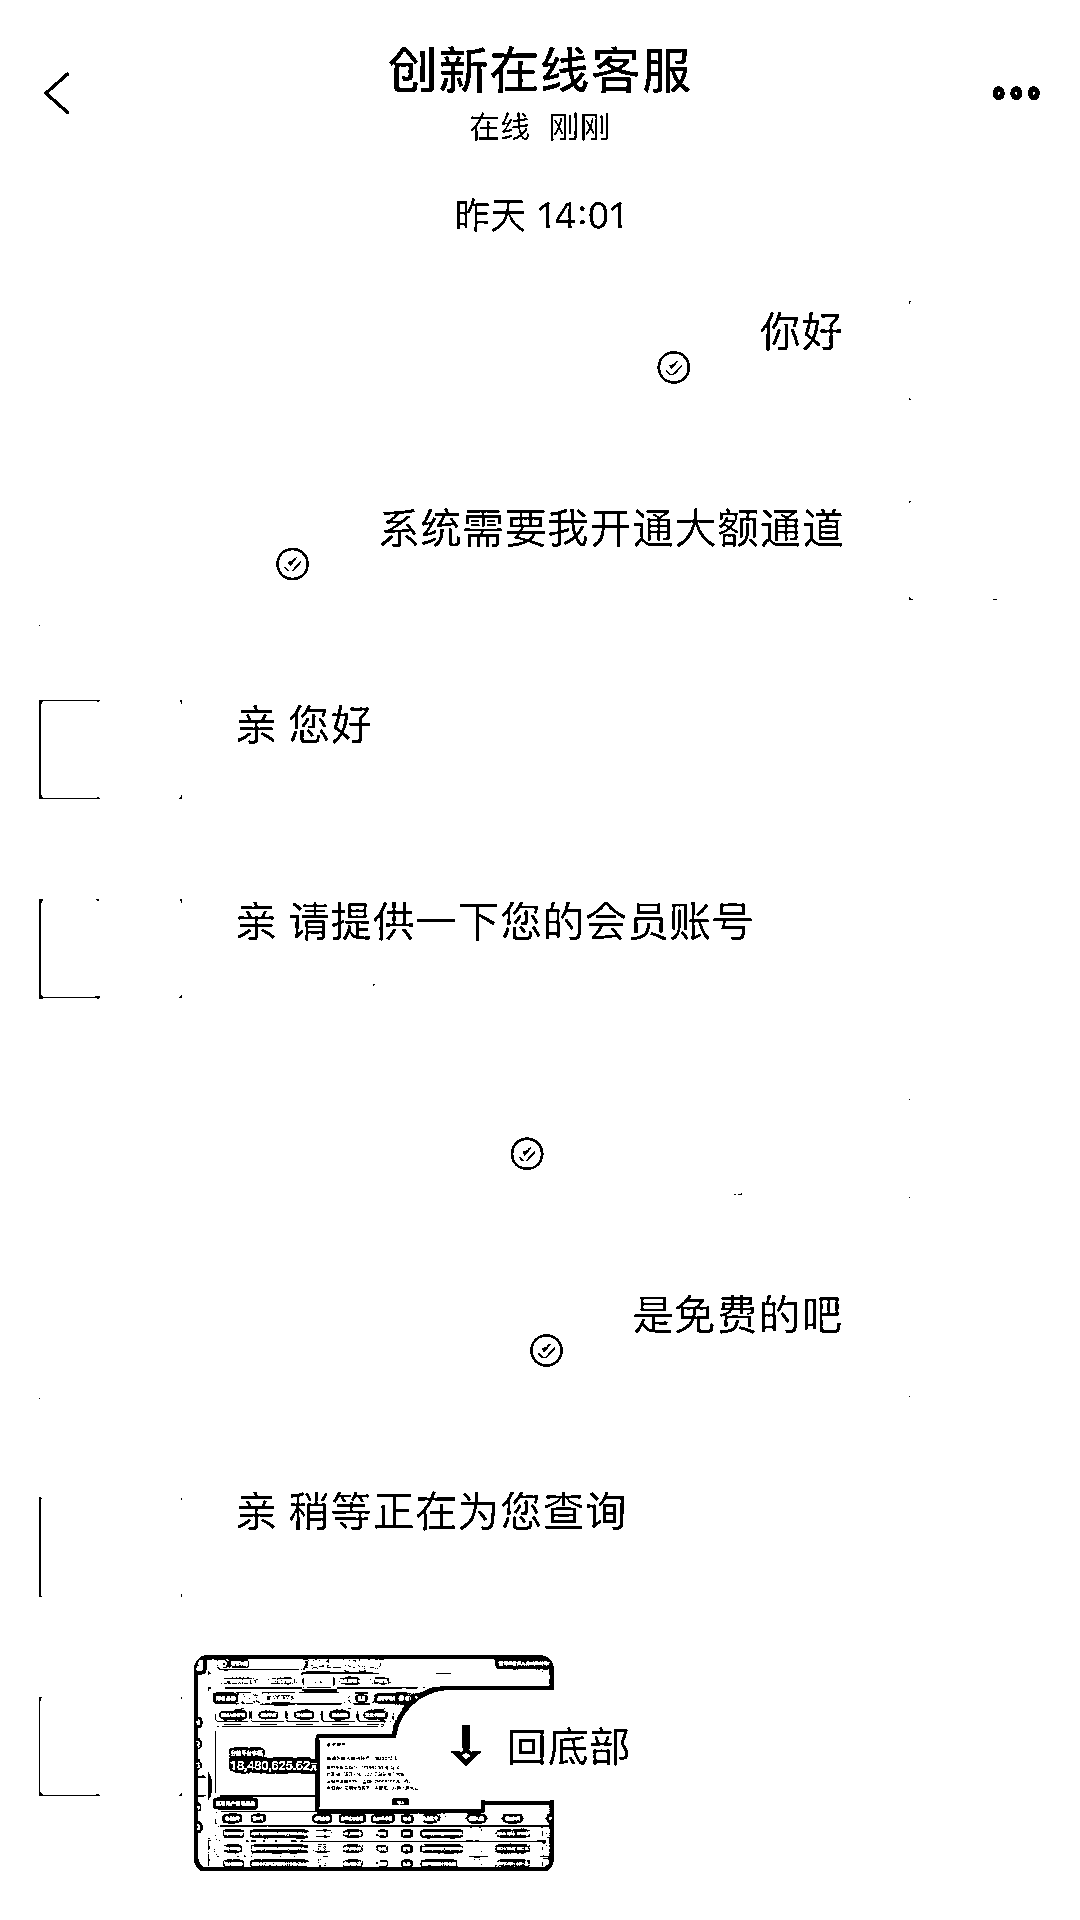 创新在线客服
在线 刚刚
昨天 14:01
你好
系统需要我开通大额通道
亲 您好
亲 请提供一下您的会员账号
是免费的吧
亲 稍等正在为您查询
18,480,625.62元
回底部